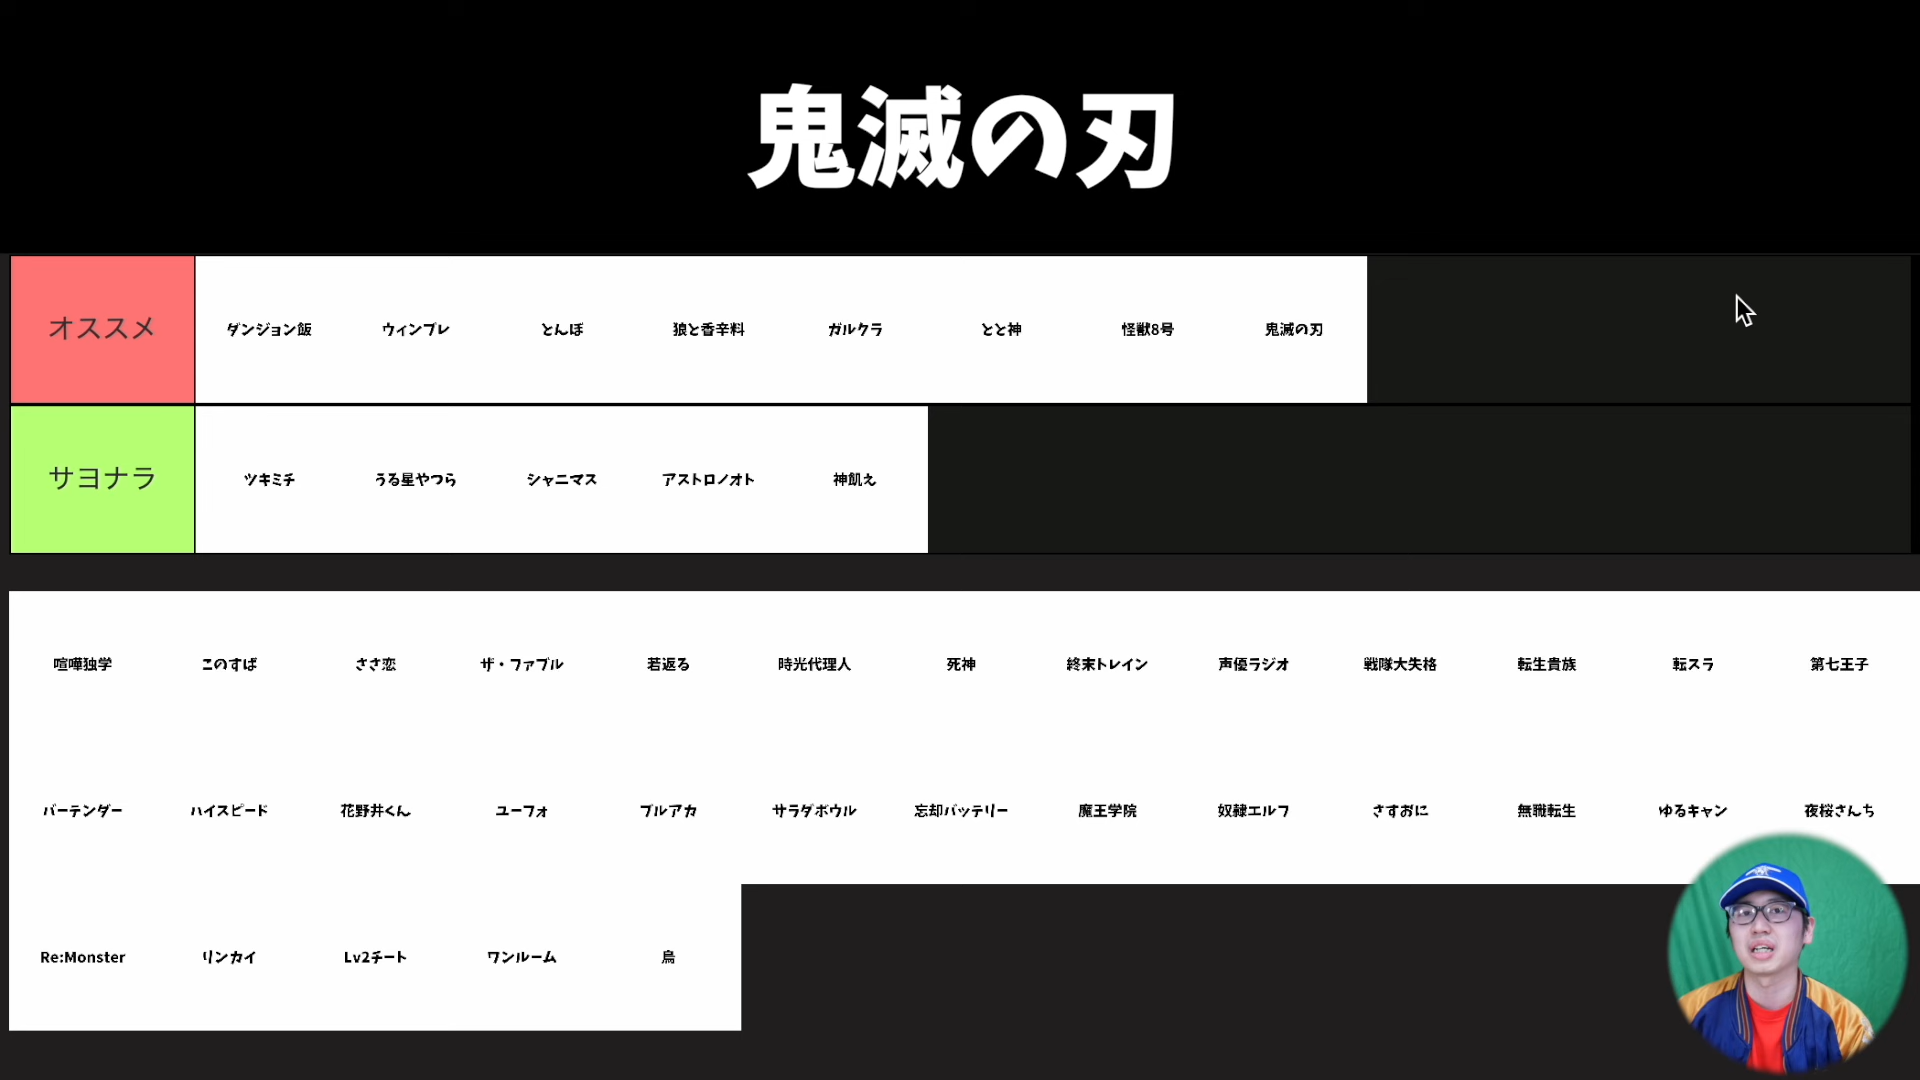 鬼滅の刃
オススメ ダンジョン飯 ウィンブレ とんぼ 狼と香辛料 ガルクラ とと神 怪獣8号 鬼滅の刃
サヨナラ ツキミチ うる星やつら シャニマス アストロノオト 神飢え
喧嘩独学 このすば ささ恋 ザ・ファブル 若返る 時光代理人 死神 終末トレイン 声優ラジオ 戦隊大失格 転生貴族 転スラ 第七王子
バーテンダー ハイスピード 花野井くん ユーフォ ブルアカ サラダボウル 忘却バッテリー 魔王学院 奴隷エルフ さすおに 無職転生 ゆるキャン 夜桜さんち
Re:Monster リンカイ Lv2チート ワンルーム 烏